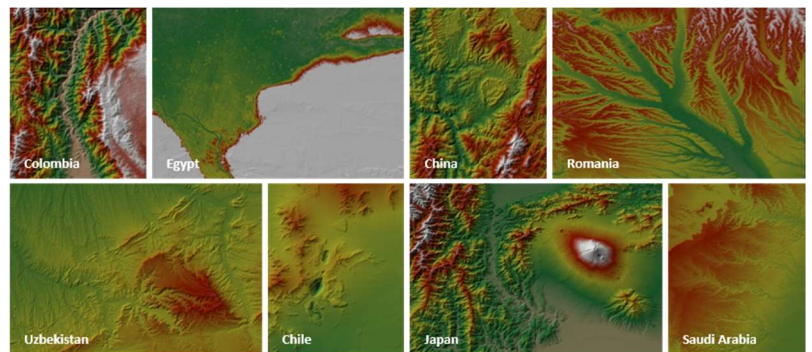 Colombia
Egypt
China
Romania
Uzbekistan
Chile
Japan
Saudi Arabia